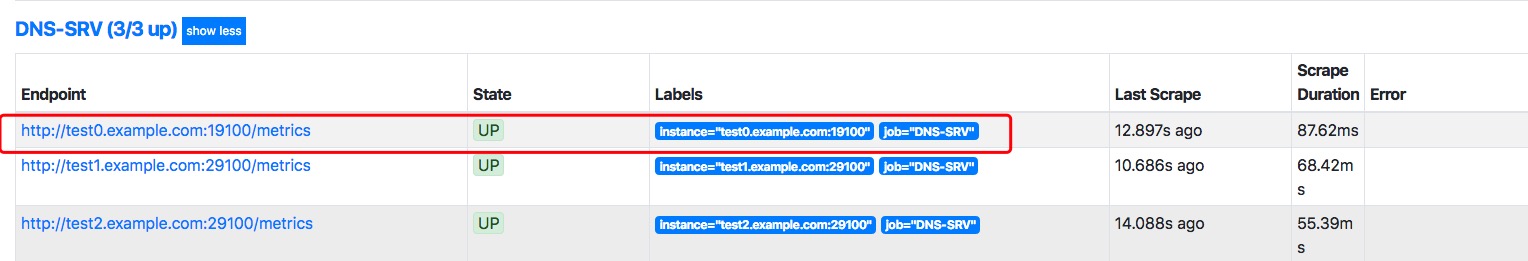 DNS-SRV (3/3 up) show less
Endpoint State Labels Last Scrape Scrape Duration Error
http://test0.example.com:19100/metrics UP instance="test0.example.com:19100" job="DNS-SRV" 12.897s ago 87.62ms
http://test1.example.com:29100/metrics UP instance="test1.example.com:29100" job="DNS-SRV" 10.686s ago 68.42m
s
http://test2.example.com:29100/metrics UP instance="test2.example.com:29100" job="DNS-SRV" 14.088s ago 55.39m
s